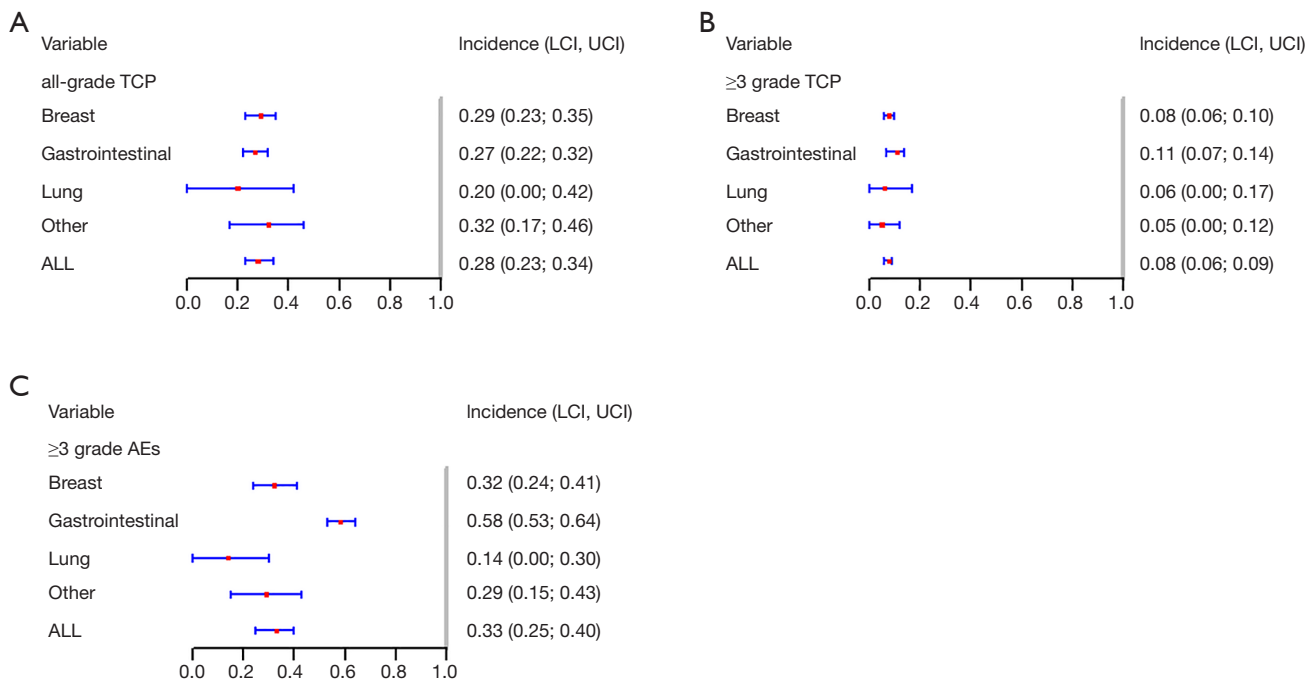 A
Variable Incidence (LCI, UCI)
all-grade TCP
Breast 0.29 (0.23; 0.35)
Gastrointestinal 0.27 (0.22; 0.32)
Lung 0.20 (0.00; 0.42)
Other 0.32 (0.17; 0.46)
ALL 0.28 (0.23; 0.34)
0.0 0.2 0.4 0.6 0.8 1.0
B
Variable Incidence (LCI, UCI)
≥3 grade TCP
Breast 0.08 (0.06; 0.10)
Gastrointestinal 0.11 (0.07; 0.14)
Lung 0.06 (0.00; 0.17)
Other 0.05 (0.00; 0.12)
ALL 0.08 (0.06; 0.09)
0.0 0.2 0.4 0.6 0.8 1.0
C
Variable Incidence (LCI, UCI)
≥3 grade AEs
Breast 0.32 (0.24; 0.41)
Gastrointestinal 0.58 (0.53; 0.64)
Lung 0.14 (0.00; 0.30)
Other 0.29 (0.15; 0.43)
ALL 0.33 (0.25; 0.40)
0.0 0.2 0.4 0.6 0.8 1.0